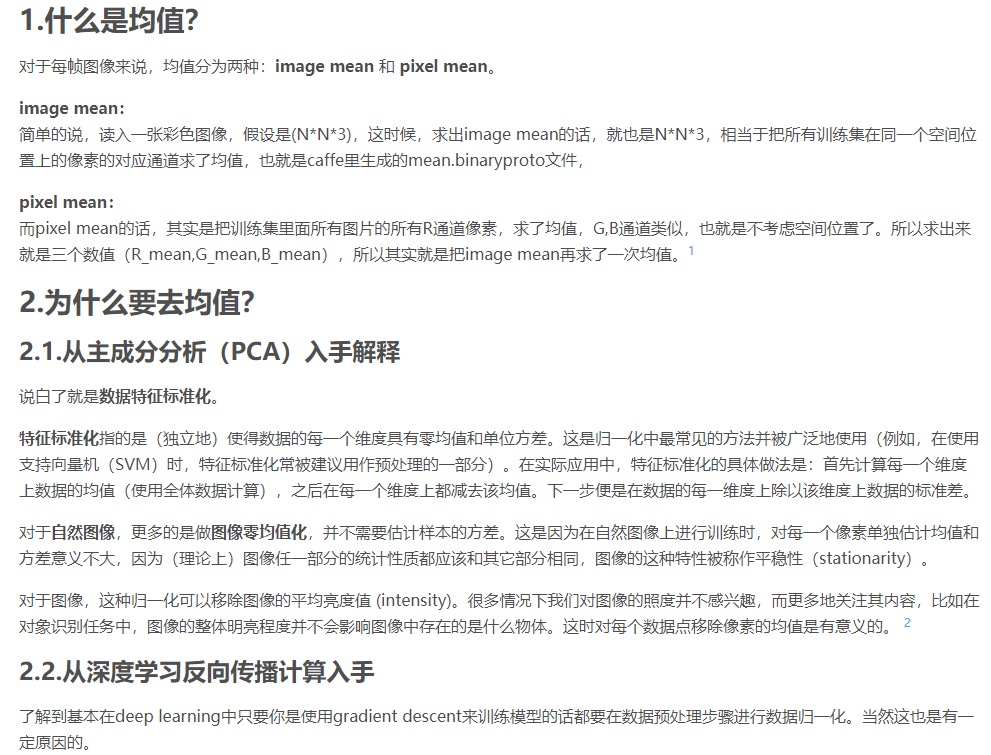 1.什么是均值？
对于每帧图像来说，均值分为两种：image mean 和 pixel mean。
image mean：
简单的说，读入一张彩色图像，假设是(N*N*3)，这时候，求出image mean的话，就也是N*N*3，相当于把所有训练集在同一个空间位
置上的像素的对应通道求了均值，也就是caffe里生成的mean.binaryproto文件，
pixel mean：
而pixel mean的话，其实是把训练集里面所有图片的所有R通道像素，求了均值，G,B通道类似，也就是不考虑空间位置了。所以求出来
就是三个数值（R_mean,G_mean,B_mean），所以其实就是把image mean再求了一次均值。1
2.为什么要去均值？
2.1.从主成分分析（PCA）入手解释
说白了就是数据特征标准化。
特征标准化指的是（独立地）使得数据的每一个维度具有零均值和单位方差。这是归一化中最常见的方法并被广泛地使用（例如，在使用
支持向量机（SVM）时，特征标准化常被建议用作预处理的一部分）。在实际应用中，特征标准化的具体做法是：首先计算每一个维度
上数据的均值（使用全体数据计算），之后在每一个维度上都减去该均值。下一步便是在数据的每一维度上除以该维度上数据的标准差。
对于自然图像，更多的是做图像零均值化，并不需要估计样本的方差。这是因为在自然图像上进行训练时，对每一个像素单独估计均值和
方差意义不大，因为（理论上）图像任一部分的统计性质都应该和其它部分相同，图像的这种特性被称作平稳性（stationarity）。
对于图像，这种归一化可以移除图像的平均亮度值 (intensity)。很多情况下我们对图像的照度并不感兴趣，而更多地关注其内容，比如在
对象识别任务中，图像的整体明亮程度并不会影响图像中存在的是什么物体。这时对每个数据点移除像素的均值是有意义的。 2
2.2.从深度学习反向传播计算入手
了解到基本在deep learning中只要你是使用gradient descent来训练模型的话都要在数据预处理步骤进行数据归一化。当然这也是有一
定原因的。